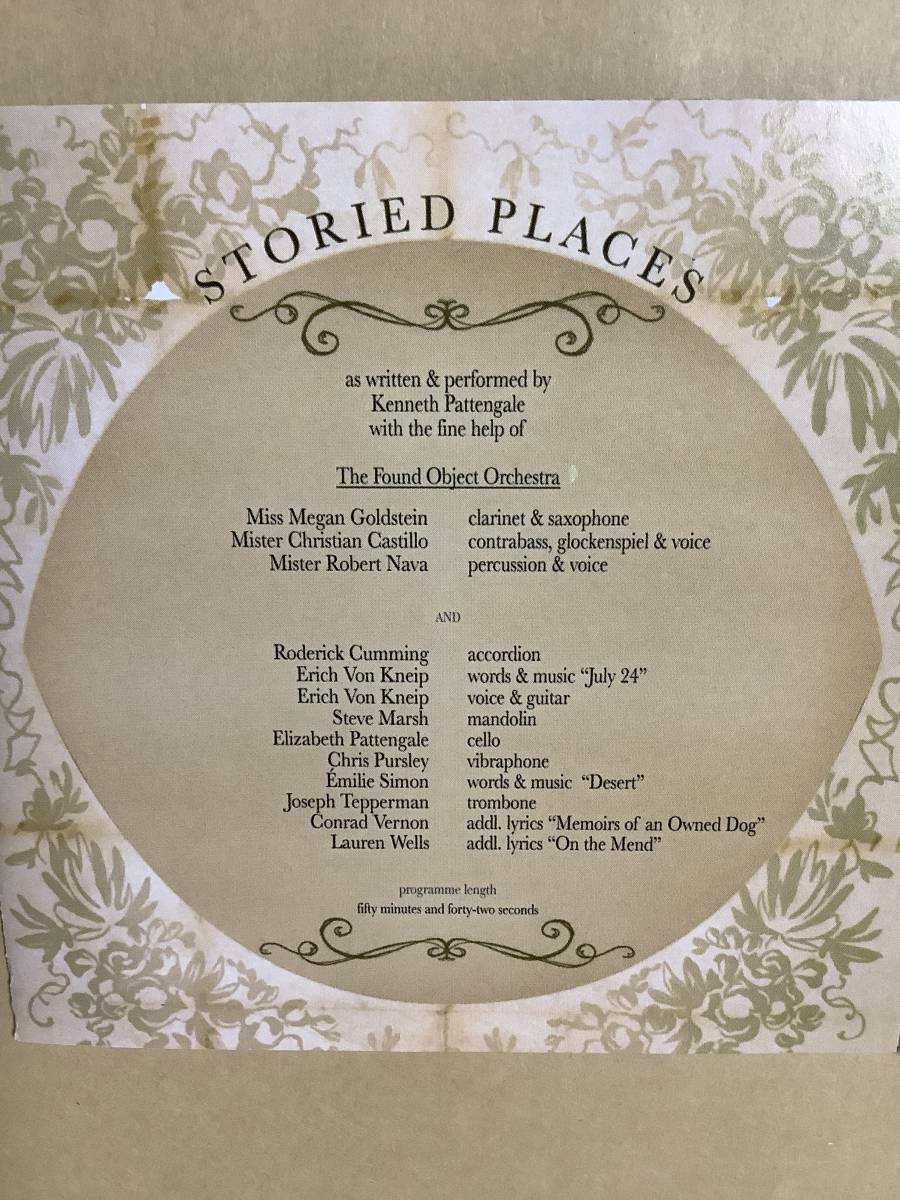 STORIED PLACES
as written & performed by
Kenneth Pattengale
with the fine help of
The Found Object Orchestra
Miss Megan Goldstein clarinet & saxophone
Mister Christian Castillo contrabass, glockenspiel & voice
Mister Robert Nava percussion & voice
AND
Roderick Cumming accordion
Erich Von Kneip words & music “July 24”
Erich Von Kneip voice & guitar
Steve Marsh mandolin
Elizabeth Pattengale cello
Chris Pursley vibraphone
Émilie Simon words & music “Desert”
Joseph Tepperman trombone
Conrad Vernon addl. lyrics “Memoirs of an Owned Dog”
Lauren Wells addl. lyrics “On the Mend”
programme length
fifty minutes and forty-two seconds